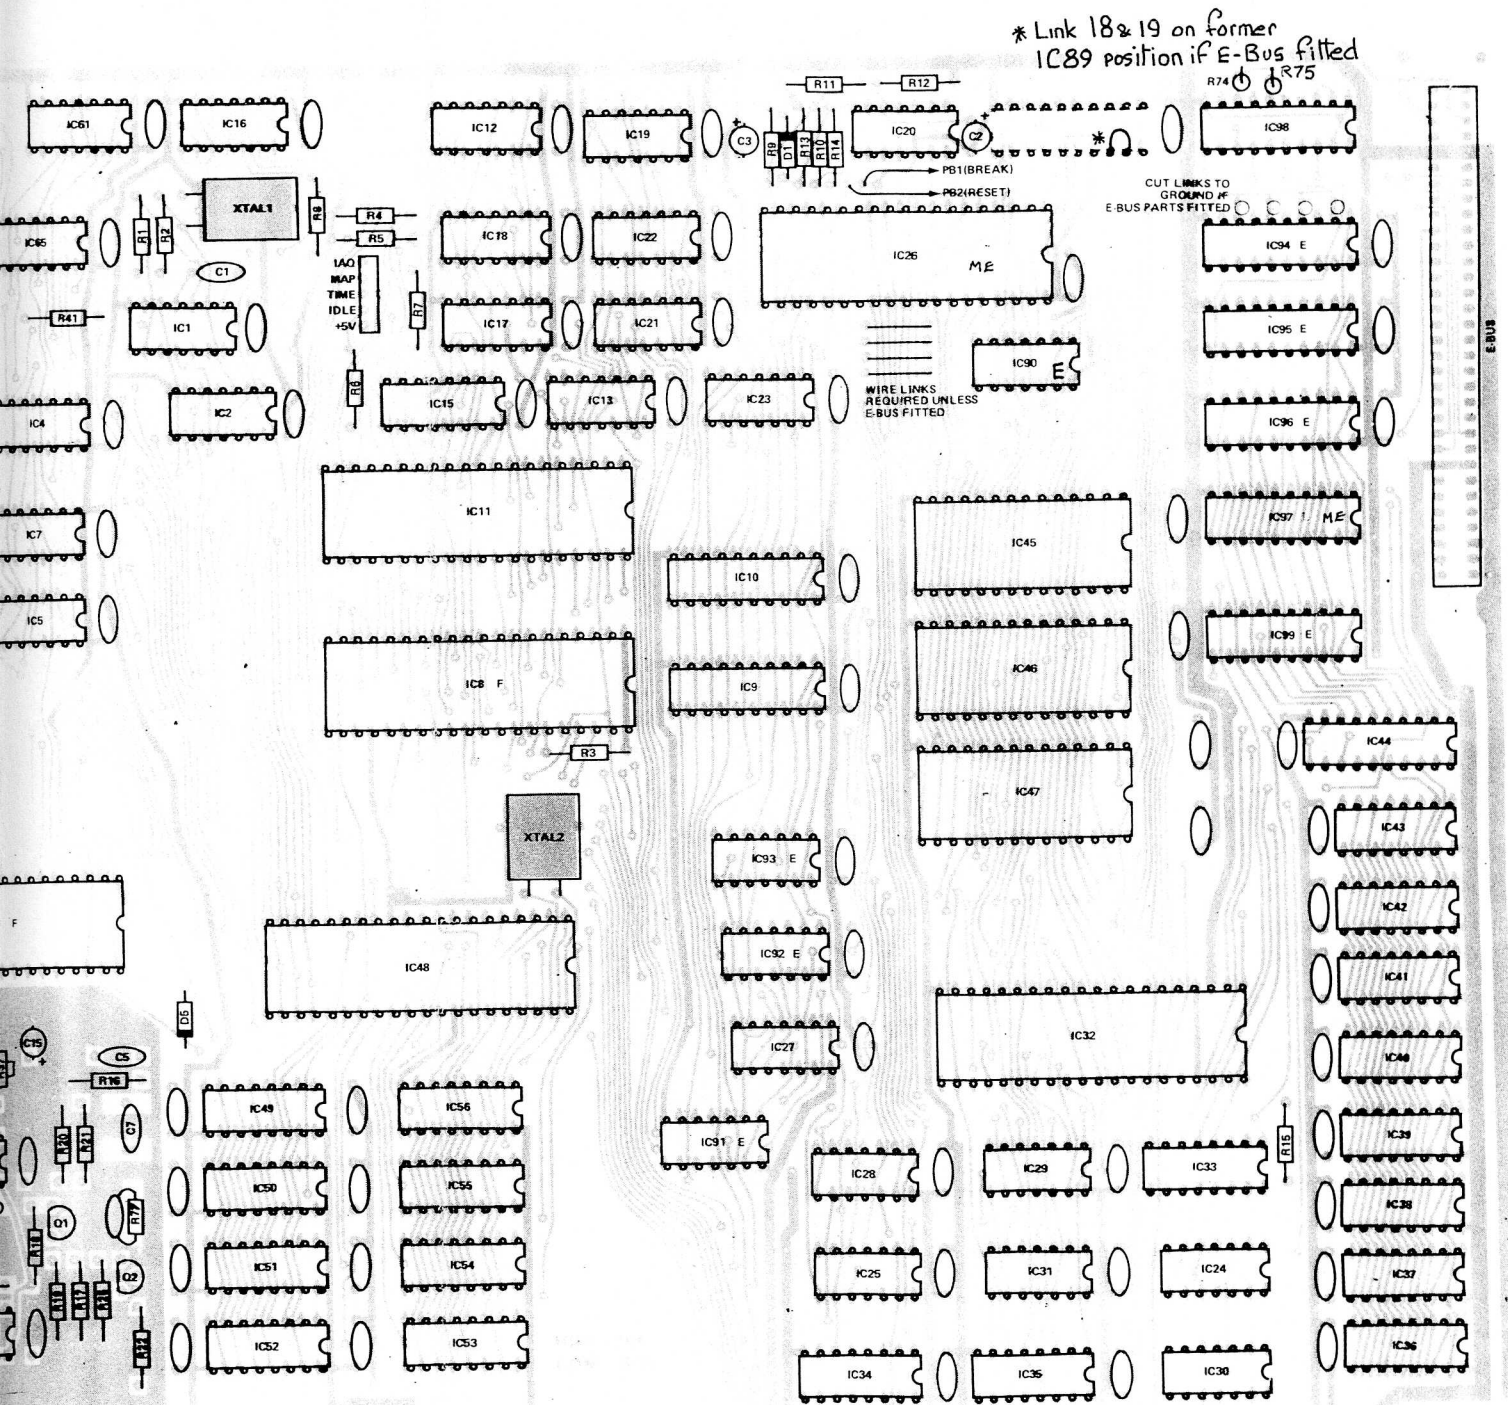 * Link 18 & 19 on former
IC89 position if E-Bus fitted
R74
R75
R11
R12
IC61
IC16
IC12
IC19
C3
R9
D1
R13
R10
R14
IC20
C2
*
IC98
PB1(BREAK)
PB2(RESET)
CUT LINKS TO
GROUND IF
E-BUS PARTS FITTED
XTAL1
R4
R5
R1
R2
IC65
IC18
IC22
IC26 ME
IC94 E
C1
1AQ
MAP
TIME
IDLE
+5V
R7
R41
IC1
IC17
IC21
IC95 E
E-BUS
IC90 E
WIRE LINKS
REQUIRED UNLESS
E-BUS FITTED
R6
IC4
IC2
IC15
IC13
IC23
IC96 E
IC11
IC7
IC45
IC97 ME
IC10
IC5
IC99 E
IC8 F
IC9
IC46
R3
IC44
IC47
XTAL2
IC43
IC93 E
IC42
F
IC48
IC92 E
IC41
D5
IC32
C15
IC27
IC40
C5
R16
IC49
IC56
R20
R21
C7
IC91 E
R15
IC39
IC28
IC29
IC33
IC50
IC55
IC38
Q1
R77
IC51
IC54
IC25
IC31
IC24
IC37
Q2
R17
IC52
IC53
IC36
R22
IC34
IC35
IC30